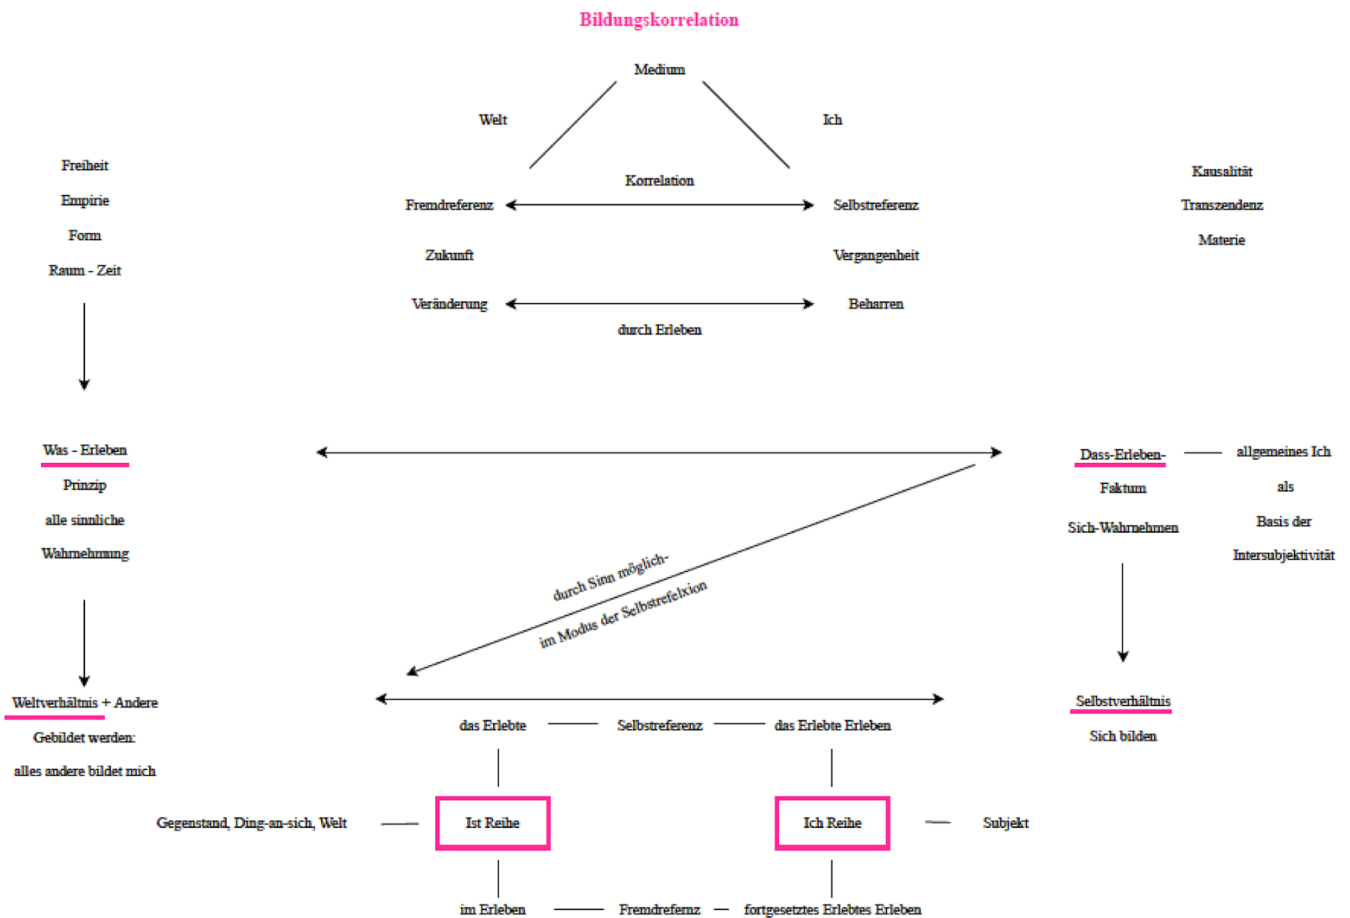 Bildungskorrelation
Medium
Welt
Ich
Freiheit
Kausalität
Korrelation
Empirie
Fremdreferenz
Selbstreferenz
Transzendenz
Form
Materie
Zukunft
Vergangenheit
Raum - Zeit
Veränderung
Beharren
durch Erleben
Was - Erleben
Dass-Erleben-
allgemeines Ich
Prinzip
Faktum
als
alle sinnliche
Sich-Wahrnehmen
Basis der
Wahrnehmung
Intersubjektivität
durch Sinn möglich-
im Modus der Selbstrefelxion
Weltverhältnis + Andere
Selbstverhältnis
das Erlebte
Selbstreferenz
das Erlebte Erleben
Gebildet werden:
Sich bilden
alles andere bildet mich
Gegenstand, Ding-an-sich, Welt
Ist Reihe
Ich Reihe
Subjekt
im Erleben
Fremdrefernz
fortgesetztes Erlebtes Erleben